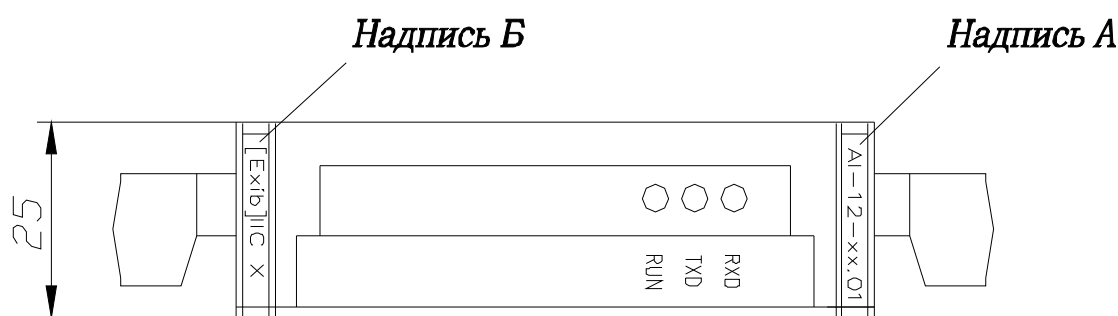 Надпись Б
Надпись А
25
[Exib]IIC X
AI-12-xx.01
RUN
TXD
RXD